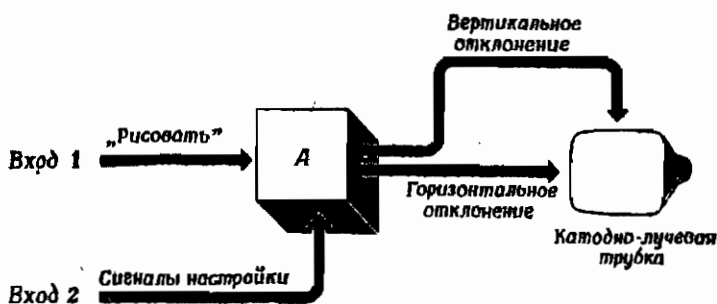 Вертикальное
отклонение
„Рисовать”
Вход 1
А
Горизонтальное
отклонение
Катодно-лучевая
трубка
Сигналы настройки
Вход 2